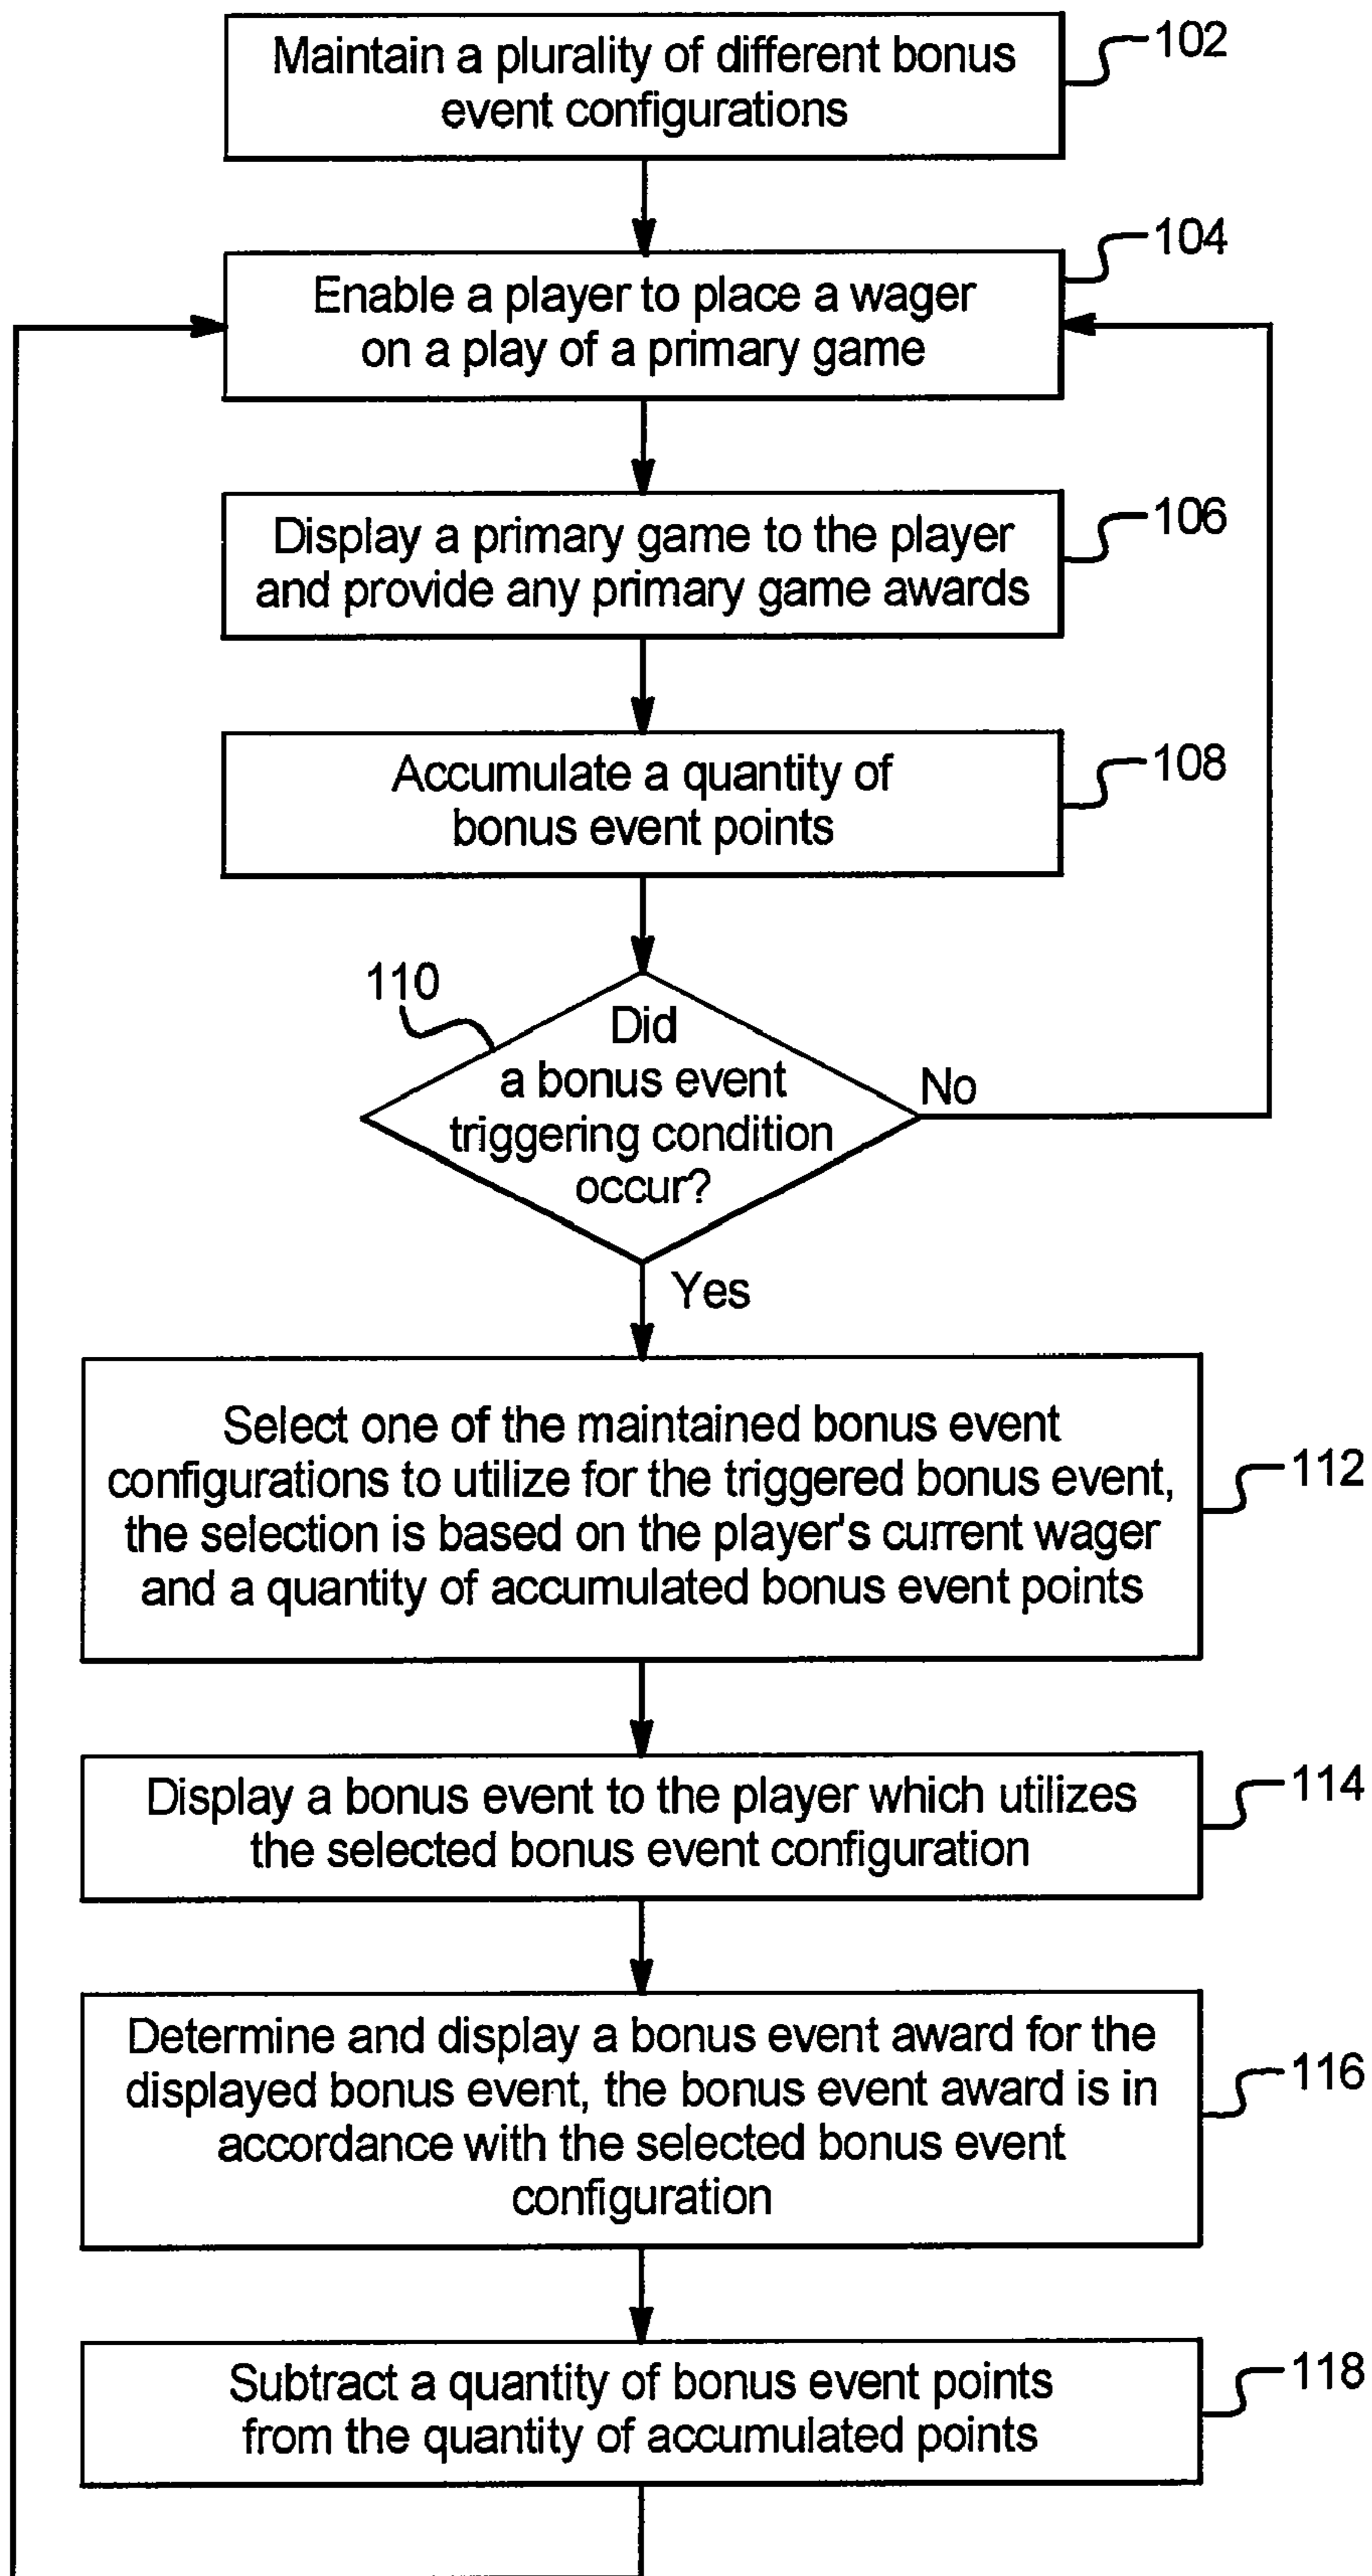 Maintain a plurality of different bonus
event configurations
102
Enable a player to place a wager
on a play of a primary game
104
Display a primary game to the player
and provide any primary game awards
106
Accumulate a quantity of
bonus event points
108
110
Did
a bonus event
triggering condition
occur?
No
Yes
Select one of the maintained bonus event
configurations to utilize for the triggered bonus event,
the selection is based on the player's current wager
and a quantity of accumulated bonus event points
112
Display a bonus event to the player which utilizes
the selected bonus event configuration
114
Determine and display a bonus event award for the
displayed bonus event, the bonus event award is in
accordance with the selected bonus event
configuration
116
Subtract a quantity of bonus event points
from the quantity of accumulated points
118